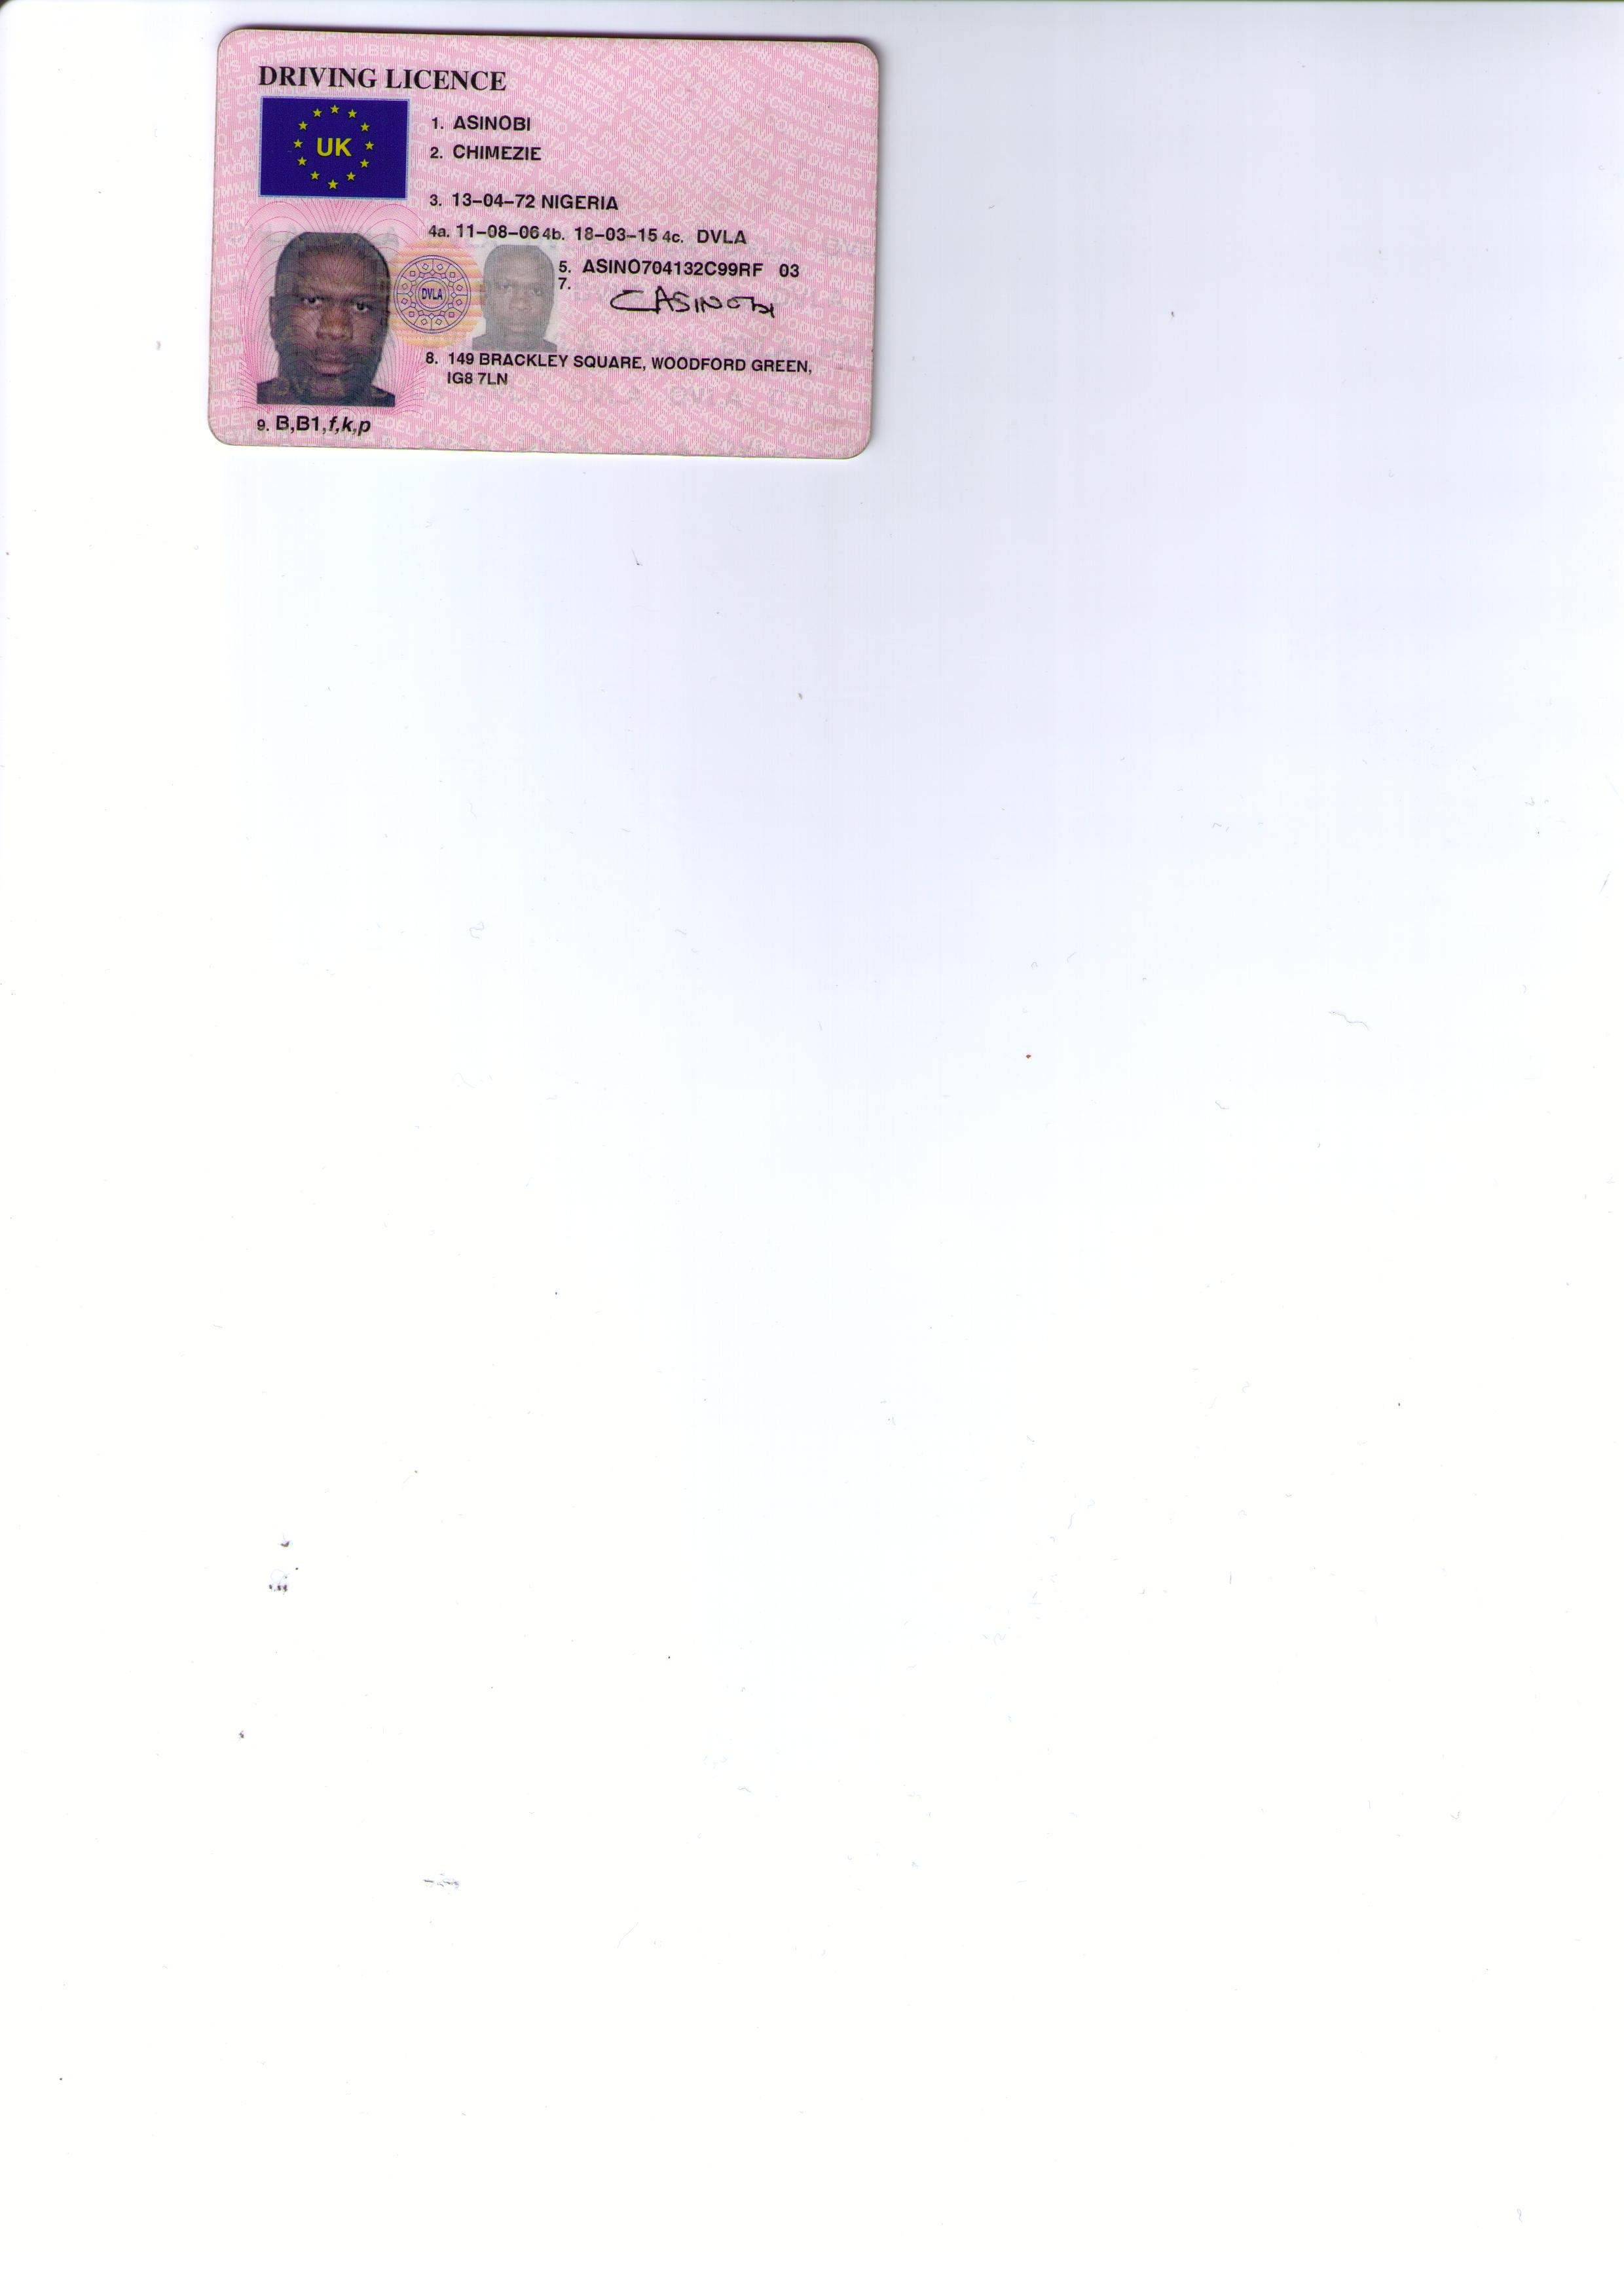 DRIVING LICENCE
UK
1. ASINOBI
2. CHIMEZIE
3. 13–04–72 NIGERIA
4a. 11–08–06 4b. 18–03–15 4c. DVLA
DVLA
5. ASINO704132C99RF 03
7.
CASINOBI
8. 149 BRACKLEY SQUARE, WOODFORD GREEN,
IG8 7LN
9. B,B1,f,k,p